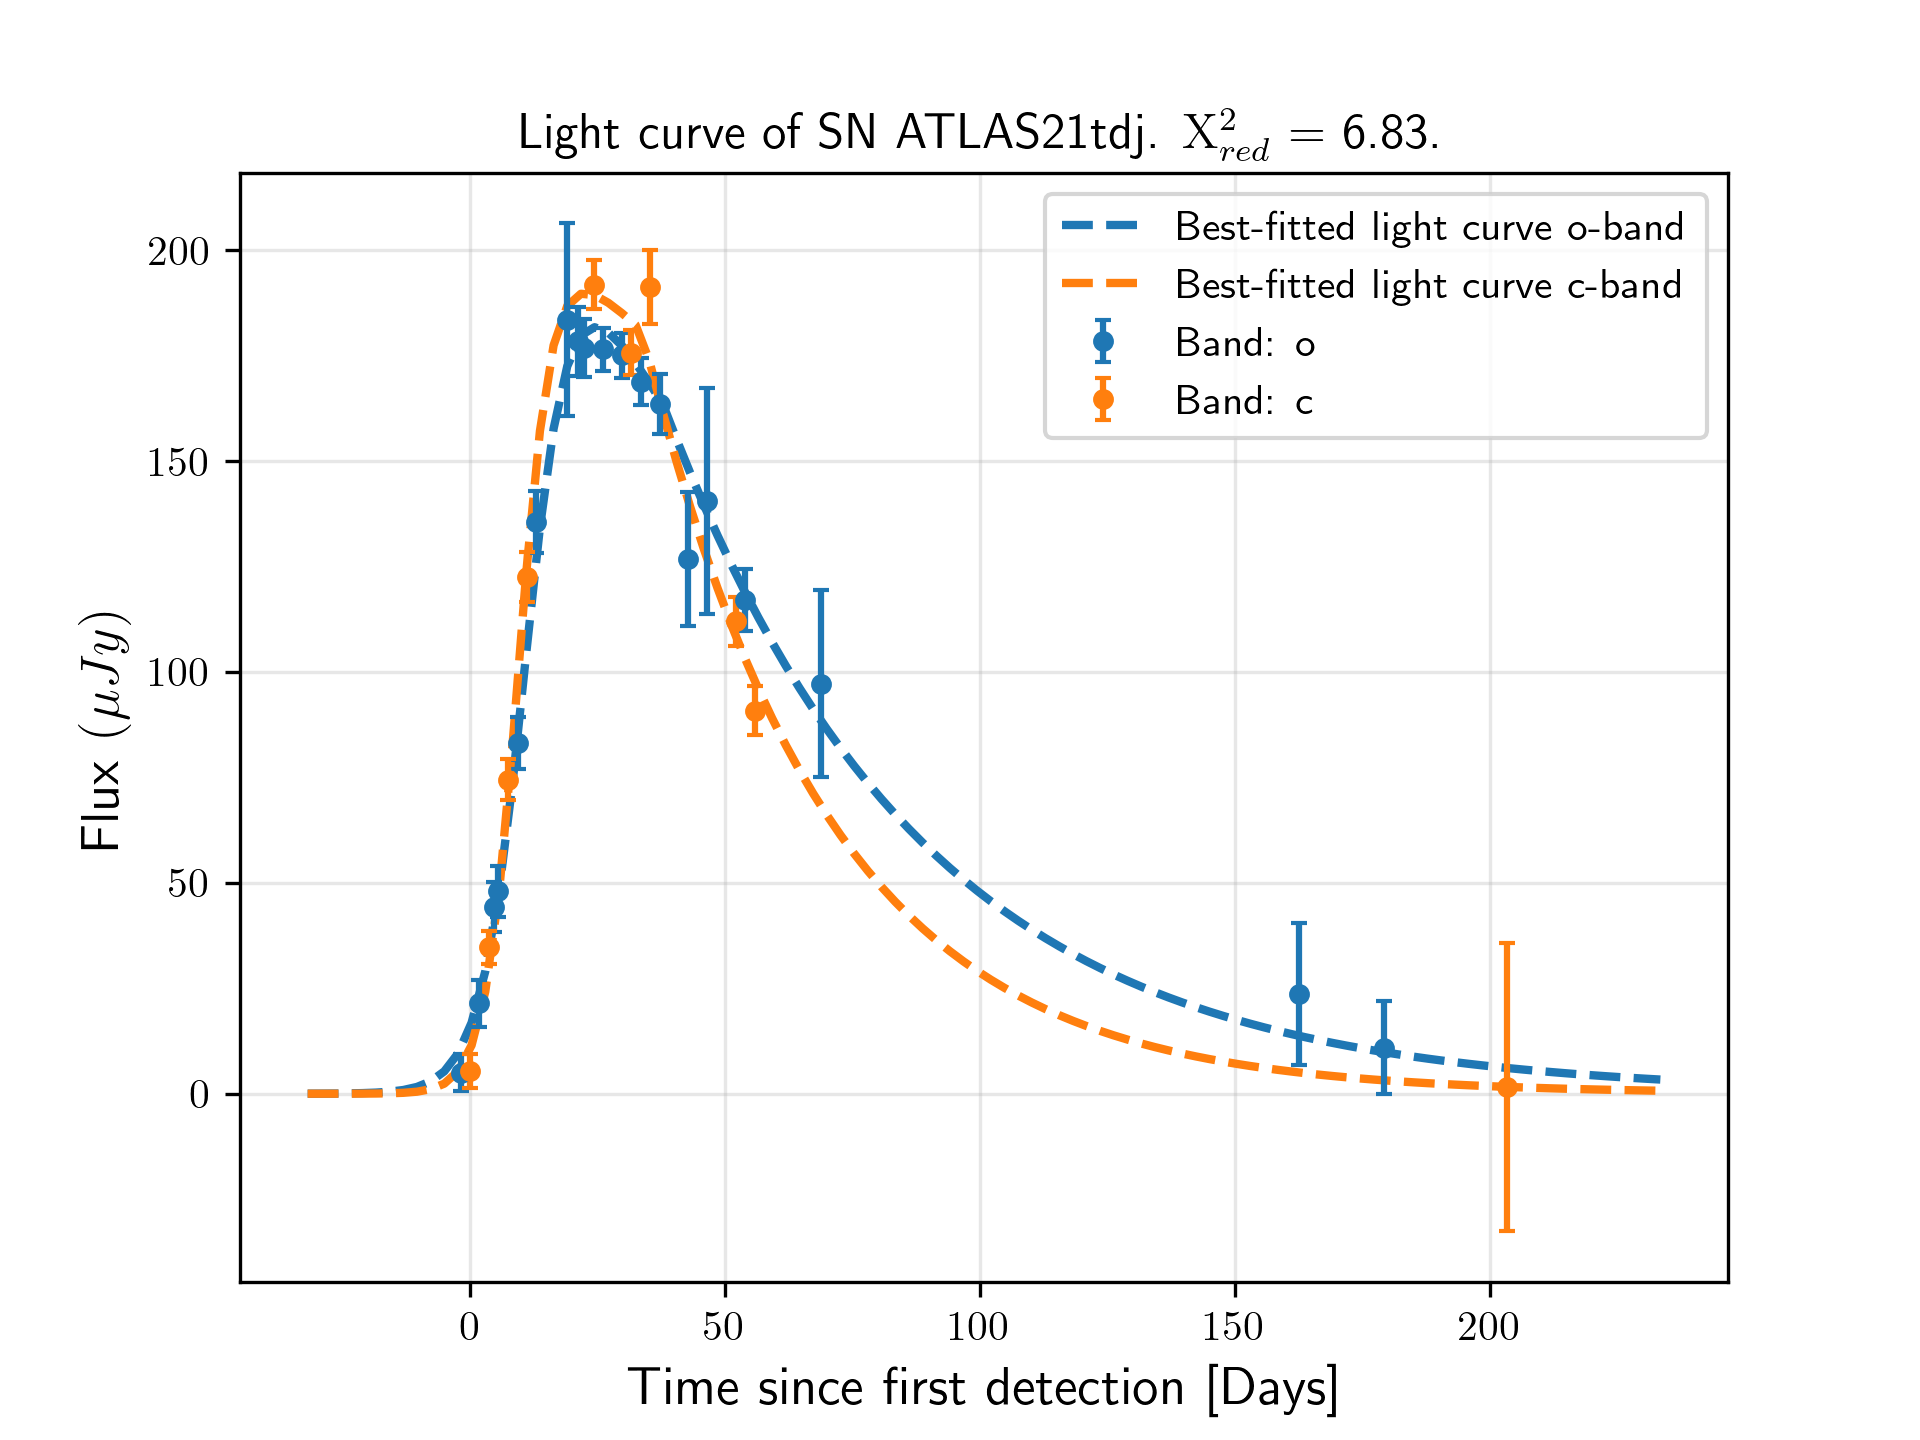 Light curve of SN ATLAS21tdj. X²_red = 6.83.
Best-fitted light curve o-band
Best-fitted light curve c-band
Band: o
Band: c
200
150
100
50
0
Flux (μJy)
0 50 100 150 200
Time since first detection [Days]